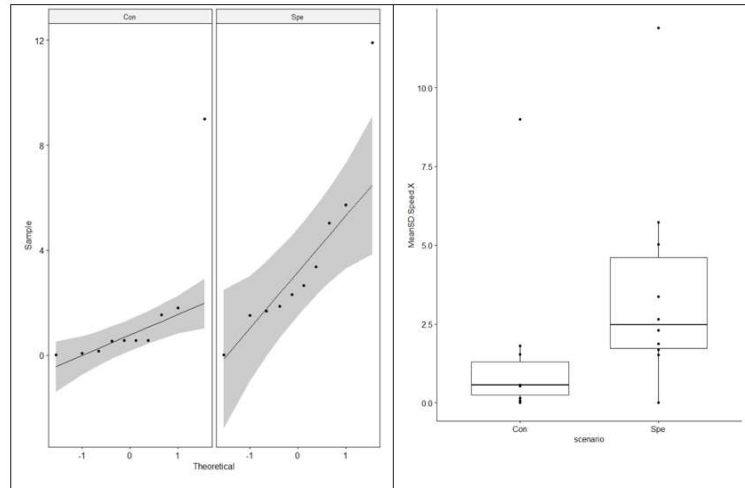 Con
Spe
12
8
4
0
Sample
-1
0
1
-1
0
1
Theoretical
10.0
7.5
5.0
2.5
0.0
MeanSD.Speed.X
Con
Spe
scenario